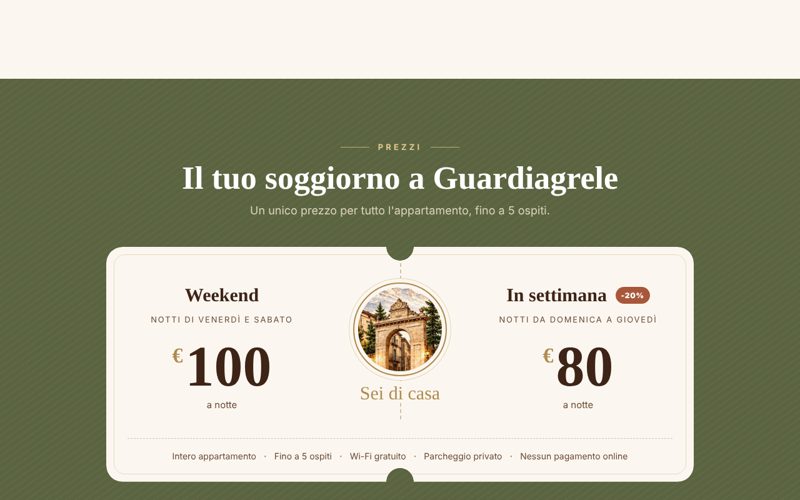 PREZZI
Il tuo soggiorno a Guardiagrele
Un unico prezzo per tutto l'appartamento, fino a 5 ospiti.
Weekend
NOTTI DI VENERDÌ E SABATO
€100
a notte
Sei di casa
In settimana -20%
NOTTI DA DOMENICA A GIOVEDÌ
€80
a notte
Intero appartamento · Fino a 5 ospiti · Wi-Fi gratuito · Parcheggio privato · Nessun pagamento online